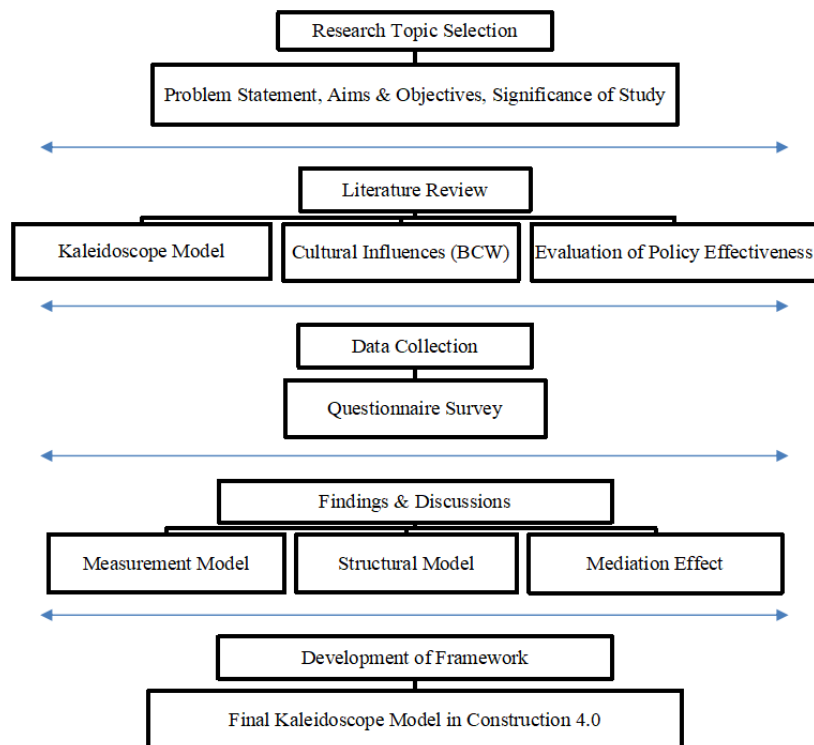 Research Topic Selection
Problem Statement, Aims & Objectives, Significance of Study
Literature Review
Kaleidoscope Model
Cultural Influences (BCW)
Evaluation of Policy Effectiveness
Data Collection
Questionnaire Survey
Findings & Discussions
Measurement Model
Structural Model
Mediation Effect
Development of Framework
Final Kaleidoscope Model in Construction 4.0